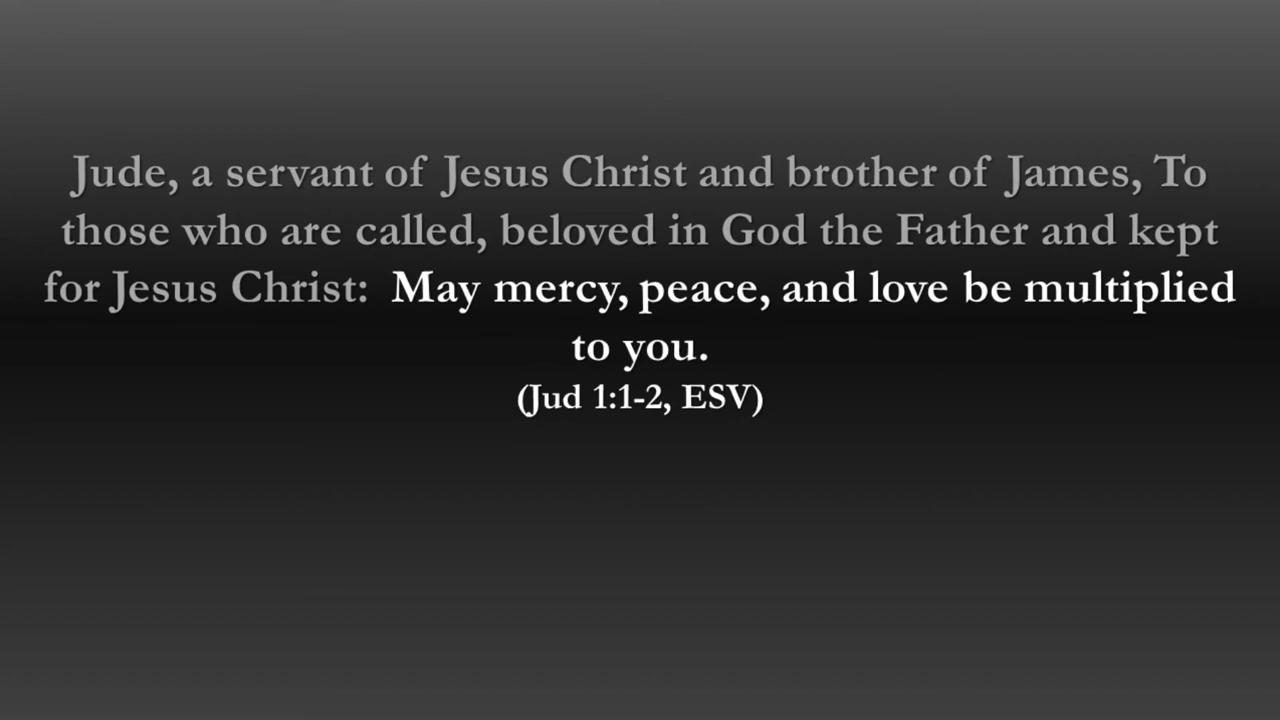 Jude, a servant of Jesus Christ and brother of James, To
those who are called, beloved in God the Father and kept
for Jesus Christ:  May mercy, peace, and love be multiplied
to you.
(Jud 1:1-2, ESV)